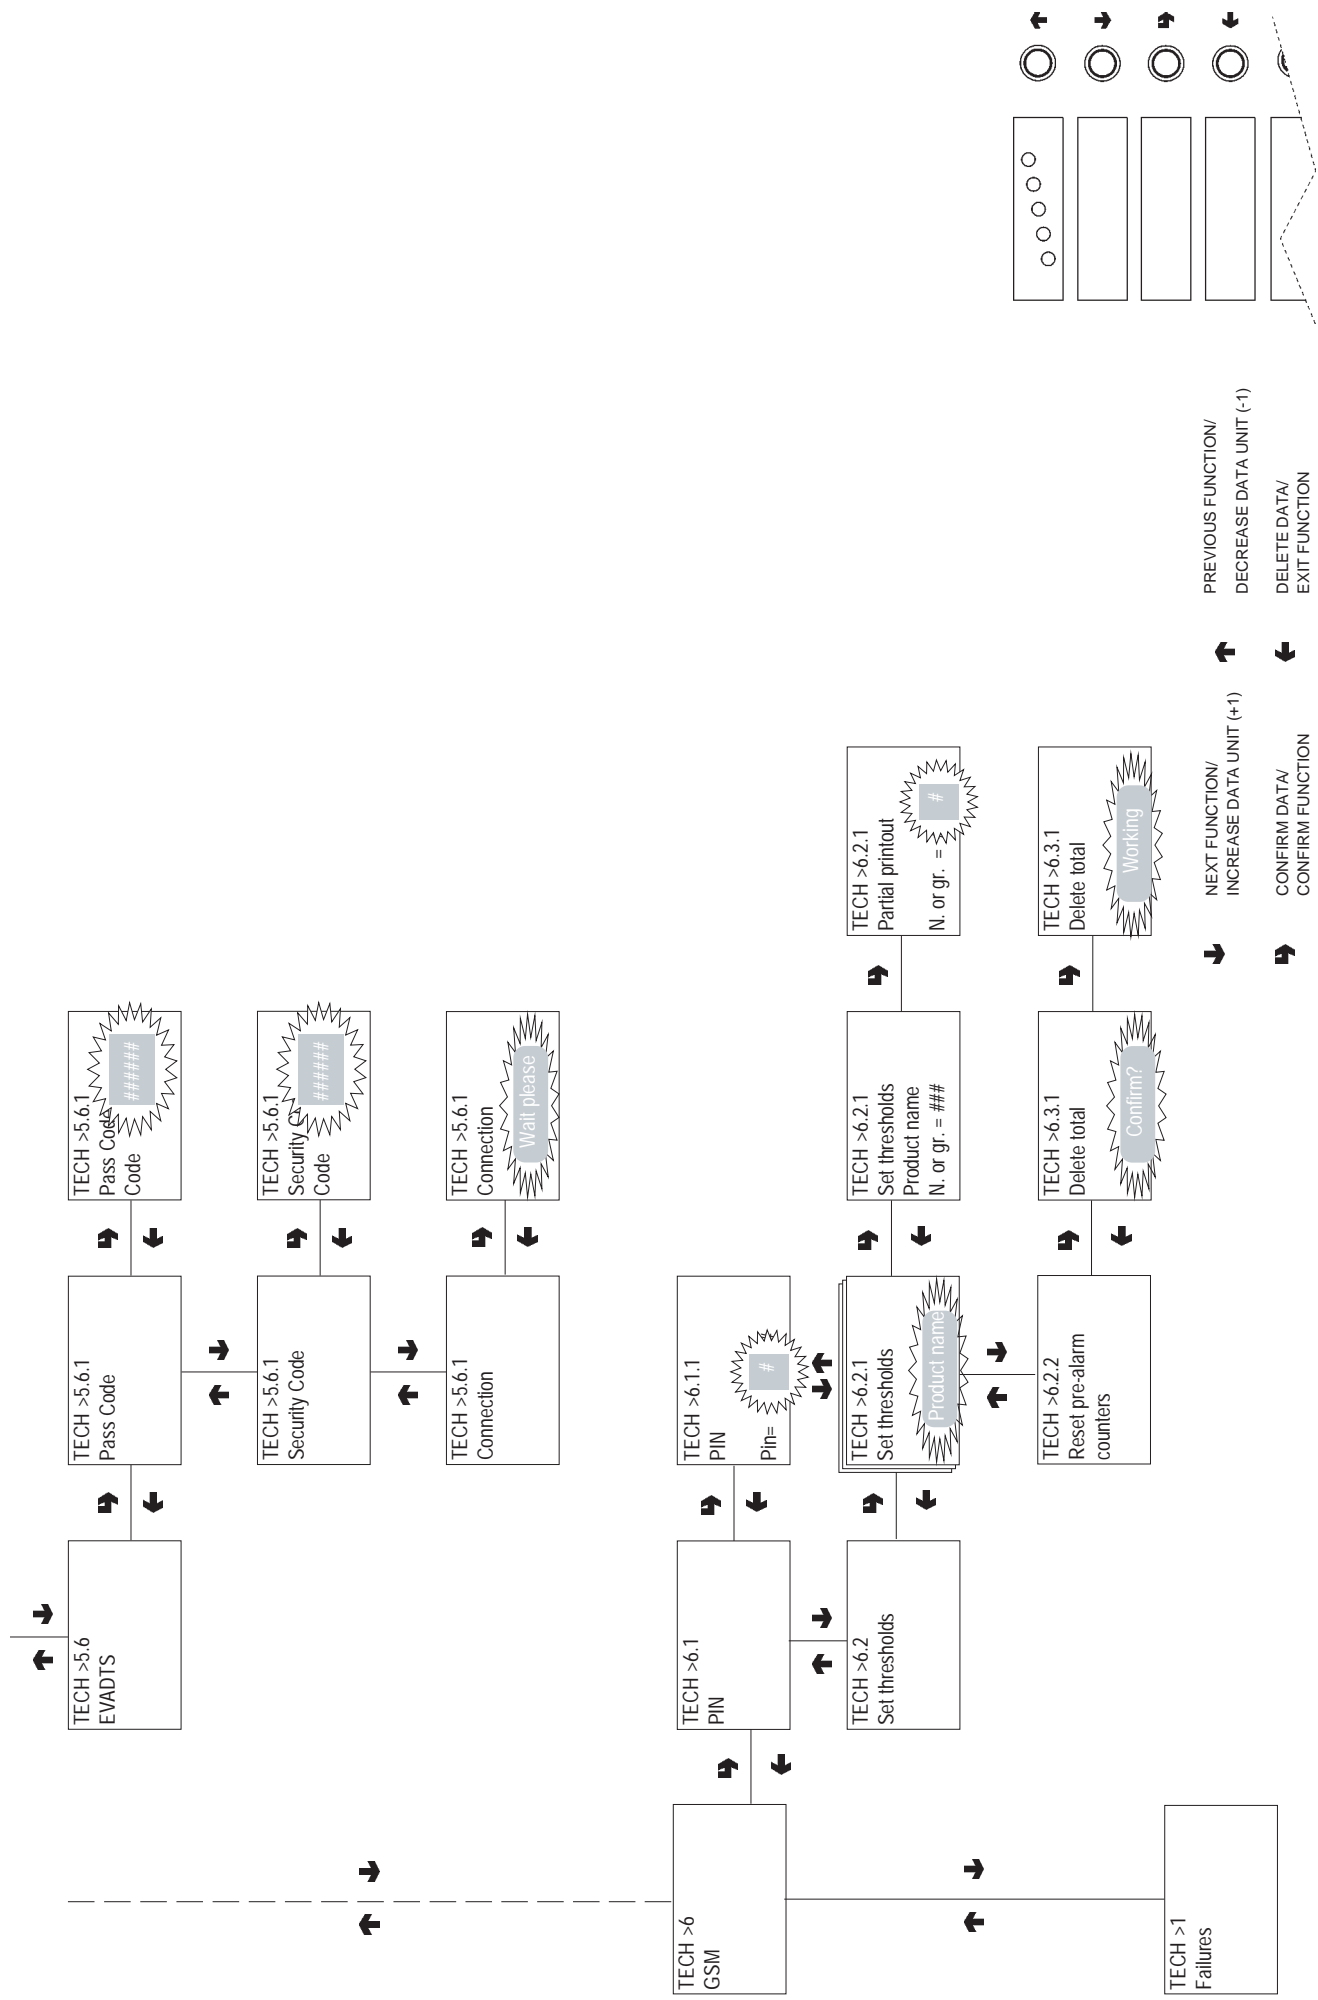 TECH >5.6
EVADTS
TECH >5.6.1
Pass Code
TECH >5.6.1
Pass Code
Code
######
TECH >5.6.1
Security Code
TECH >5.6.1
Security C
Code
######
TECH >5.6.1
Connection
TECH >5.6.1
Connection
Wait please
TECH >6
GSM
TECH >6.1
PIN
TECH >6.1.1
PIN
Pin=
#
TECH >6.2
Set thresholds
TECH >6.2.1
Set thresholds
Product name
TECH >6.2.1
Set thresholds
Product name
N. or gr. = ###
TECH >6.2.1
Partial printout
N. or gr. =
#
TECH >6.2.2
Reset pre-alarm
counters
TECH >6.3.1
Delete total
Confirm?
TECH >6.3.1
Delete total
Working
TECH >1
Failures
NEXT FUNCTION/
INCREASE DATA UNIT (+1)
PREVIOUS FUNCTION/
DECREASE DATA UNIT (-1)
CONFIRM DATA/
CONFIRM FUNCTION
DELETE DATA/
EXIT FUNCTION